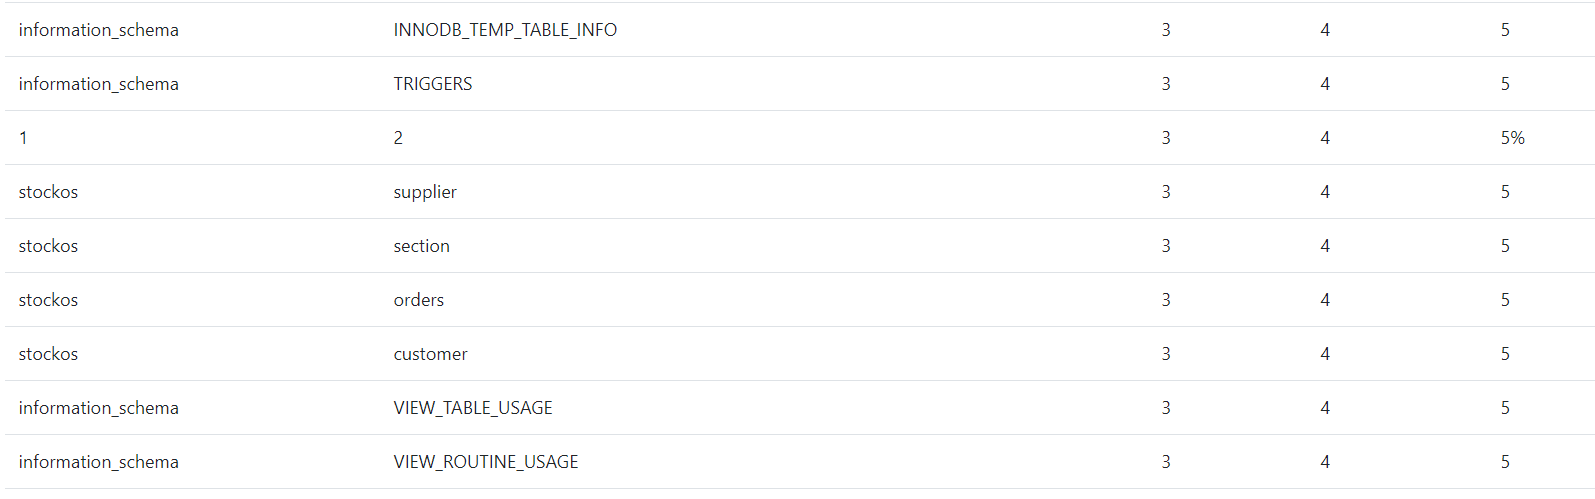 information_schema INNODB_TEMP_TABLE_INFO 3 4 5
information_schema TRIGGERS 3 4 5
1 2 3 4 5%
stockos supplier 3 4 5
stockos section 3 4 5
stockos orders 3 4 5
stockos customer 3 4 5
information_schema VIEW_TABLE_USAGE 3 4 5
information_schema VIEW_ROUTINE_USAGE 3 4 5